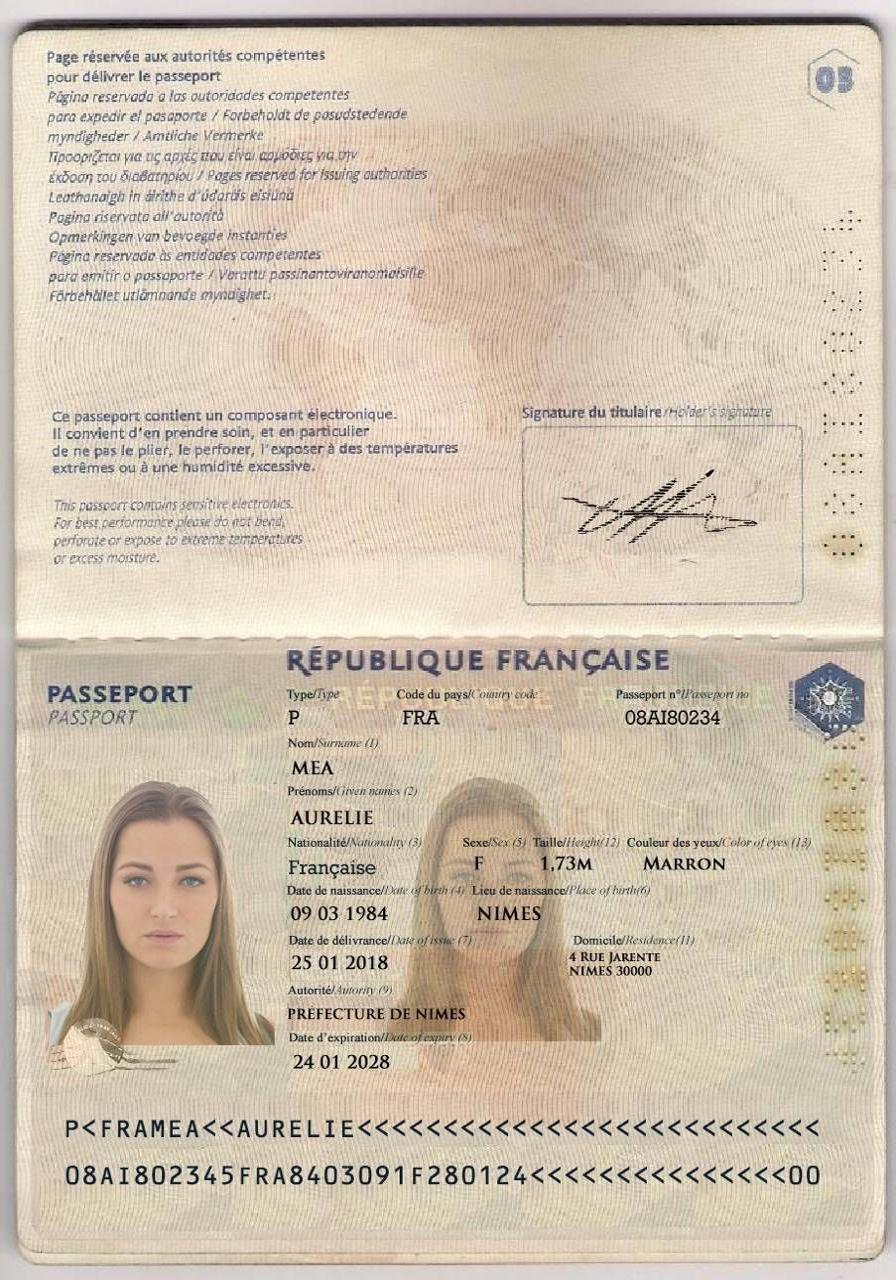 Page réservée aux autorités compétentes
pour délivrer le passeport
Página reservada a las autoridades competentes
para expedir el pasaporte / Forbeholdt de pasudstedende
myndigheder / Amtliche Vermerke
Προορίζεται για τις αρχές που είναι αρμόδιες για την
έκδοση του διαβατηρίου / Pages reserved for issuing authorities
Leathanaigh in áirithe d'údaráis eisiúna
Pagina riservata all'autorità
Opmerkingen van bevoegde instanties
Página reservada às entidades competentes
para emitir o passaporte / Varattu passinantoviranomaisille
Förbehållet utlämnande myndighet.
03
Ce passeport contient un composant électronique.
Il convient d'en prendre soin, et en particulier
de ne pas le plier, le perforer, l'exposer à des températures
extrêmes ou à une humidité excessive.
This passport contains sensitive electronics.
For best performance please do not bend,
perforate or expose to extreme temperatures
or excess moisture.
Signature du titulaire/Holder's signature
RÉPUBLIQUE FRANÇAISE
PASSEPORT
PASSPORT
Type/Type Code du pays/Country code Passeport n°/Passeport no
P FRA 08AI80234
Nom/Surname (1)
MEA
Prénoms/Given names (2)
AURELIE
Nationalité/Nationality (3) Sexe/Sex (5) Taille/Height(12) Couleur des yeux/Color of eyes (13)
Française F 1,73M MARRON
Date de naissance/Date of birth (4) Lieu de naissance/Place of birth(6)
09 03 1984 NIMES
Date de délivrance/Date of issue (7) Domicile/Residence(11)
25 01 2018 4 RUE JARENTE
NIMES 30000
Autorité/Autority (9)
PREFECTURE DE NIMES
Date d'expiration/Date of expiry (8)
24 01 2028
P<FRAMEA<<AURELIE<<<<<<<<<<<<<<<<<<<<<<<<<<<
08AI802345FRA8403091F280124<<<<<<<<<<<<<<<00